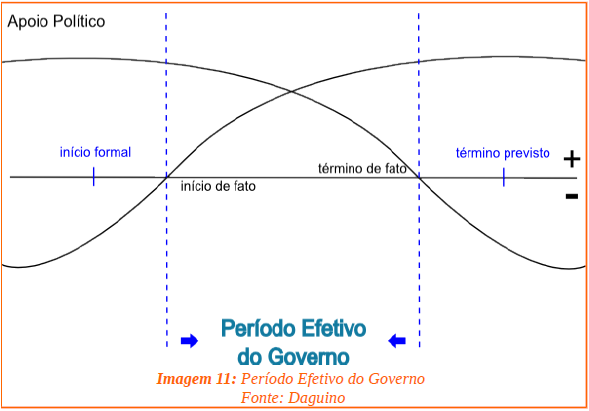 Apoio Político
início formal
término previsto
+
término de fato
início de fato
-
Período Efetivo
do Governo
Imagem 11: Período Efetivo do Governo
Fonte: Daguino